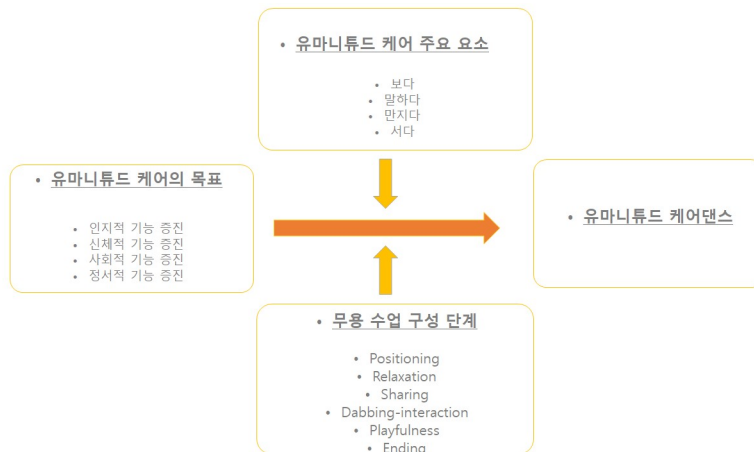 유마니튜드 케어 주요 요소
보다
말하다
만지다
서다
유마니튜드 케어의 목표
인지적 기능 증진
신체적 기능 증진
사회적 기능 증진
정서적 기능 증진
유마니튜드 케어댄스
무용 수업 구성 단계
Positioning
Relaxation
Sharing
Dabbing-interaction
Playfulness
Ending